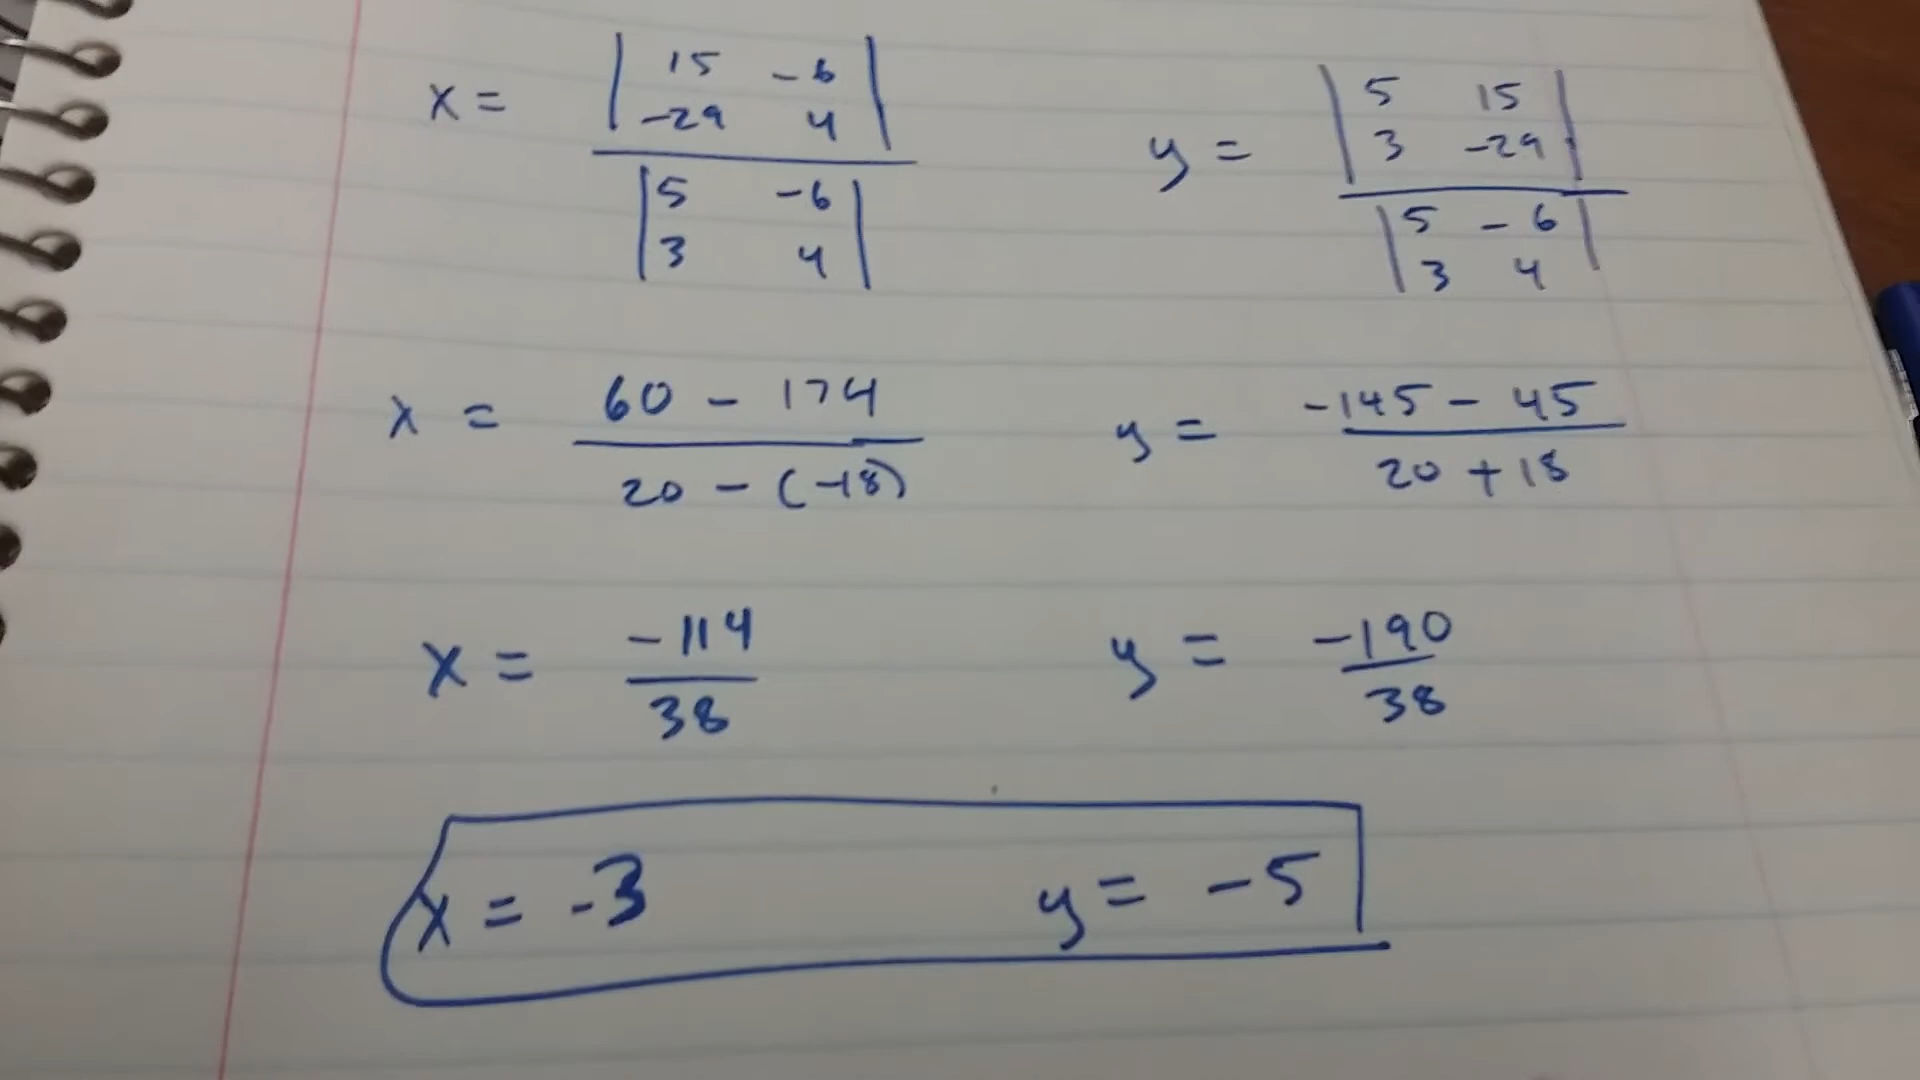 x = | 15 -6 | y = | 5 15 |
| -29 4 | | 3 -29 |
| 5 -6 | | 5 -6 |
| 3 4 | | 3 4 |
x = 60 - 174 y = -145 - 45
20 - (-18) 20 + 18
x = -114 y = -190
38 38
x = -3 y = -5